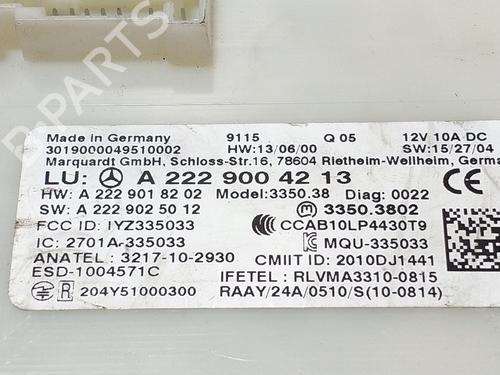 Made in Germany 9115 Q 05 12V 10A DC
3019000049510002 HW:13/06/00 SW:15/27/04
Marquardt GmbH, Schloss-Str.16, 78604 Rietheim-Weilheim, Germany
LU: A 222 900 42 13 CE
HW: A 222 901 82 02 Model:3350.38 Diag: 0022
SW: A 222 902 50 12 3350.3802
FCC ID: IYZ335033 CCAB10LP4430T9
IC: 2701A-335033 MQU-335033
ANATEL : 3217-10-2930 CMIIT ID: 2010DJ1441
ESD-1004571C IFETEL : RLVMA3310-0815
R 204Y51000300 RAAY/24A/0510/S(10-0814)
B-PARTS